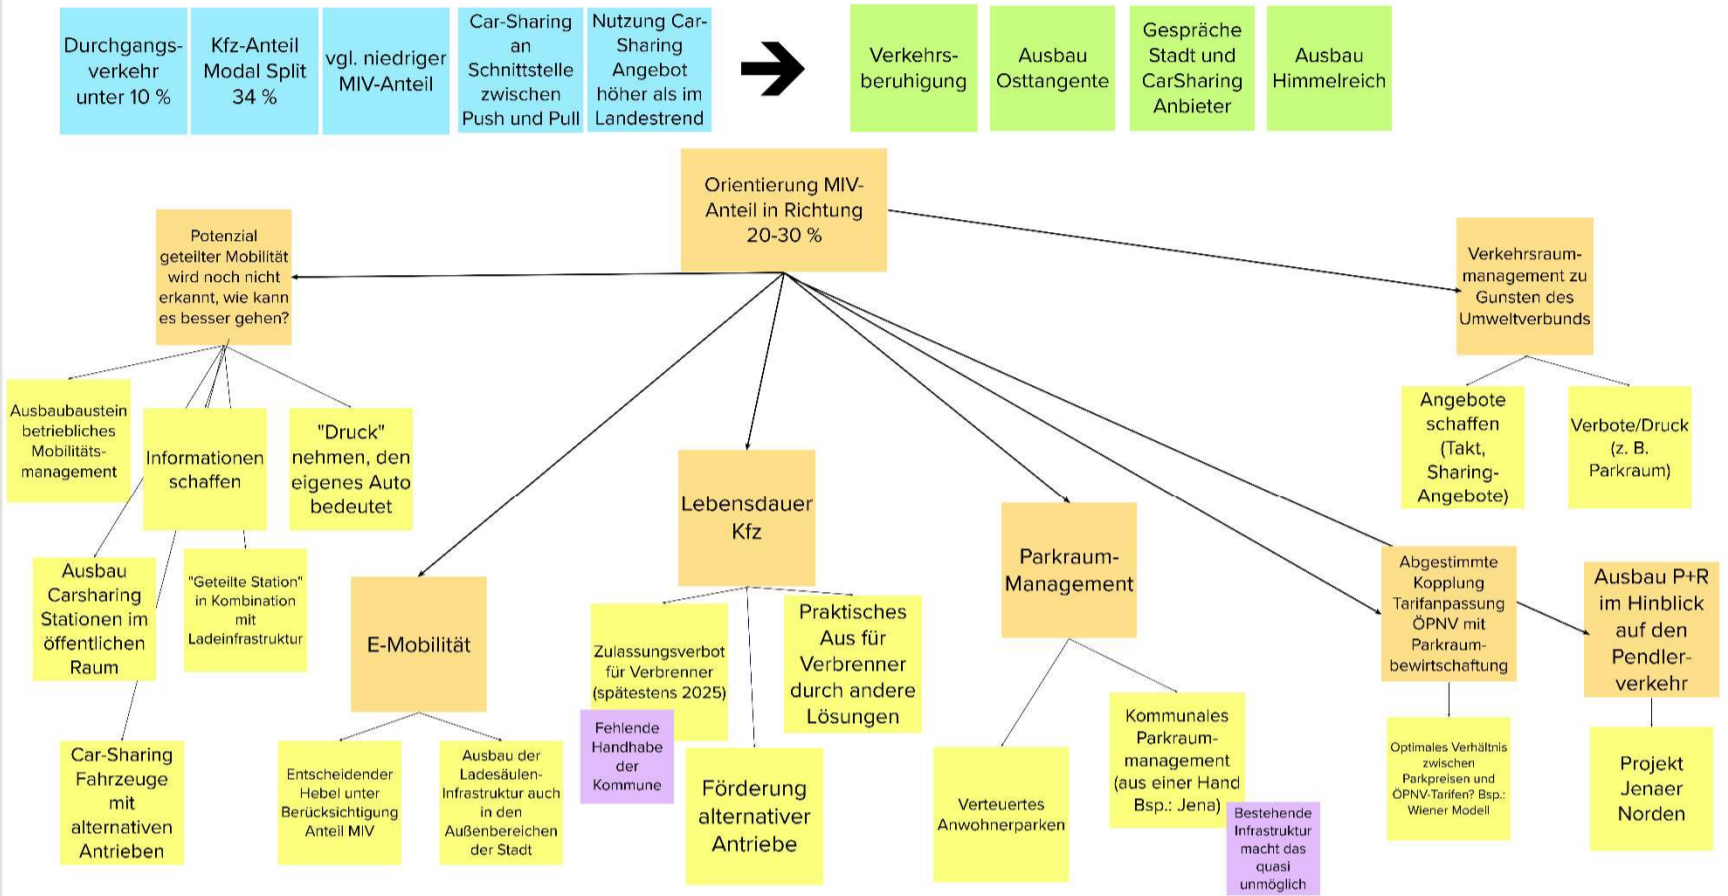 Durchgangs-
verkehr
unter 10 %
Kfz-Anteil
Modal Split
34 %
vgl. niedriger
MIV-Anteil
Car-Sharing
an
Schnittstelle
zwischen
Push und Pull
Nutzung Car-
Sharing
Angebot
höher als im
Landestrend
Verkehrs-
beruhigung
Ausbau
Osttangente
Gespräche
Stadt und
CarSharing
Anbieter
Ausbau
Himmelreich
Orientierung MIV-
Anteil in Richtung
20-30 %
Potenzial
geteilter Mobilität
wird noch nicht
erkannt, wie kann
es besser gehen?
Verkehrsraum-
management zu
Gunsten des
Umweltverbunds
Ausbaubaustein
betriebliches
Mobilitäts-
management
Informationen
schaffen
"Druck"
nehmen, den
eigenes Auto
bedeutet
Angebote
schaffen
(Takt,
Sharing-
Angebote)
Verbote/Druck
(z. B.
Parkraum)
Ausbau
Carsharing
Stationen im
öffentlichen
Raum
"Geteilte Station"
in Kombination
mit
Ladeinfrastruktur
Car-Sharing
Fahrzeuge
mit
alternativen
Antrieben
E-Mobilität
Entscheidender
Hebel unter
Berücksichtigung
Anteil MIV
Ausbau der
Ladesäulen-
Infrastruktur auch
in den
Außenbereichen
der Stadt
Lebensdauer
Kfz
Zulassungsverbot
für Verbrenner
(spätestens 2025)
Fehlende
Handhabe
der
Kommune
Praktisches
Aus für
Verbrenner
durch andere
Lösungen
Förderung
alternativer
Antriebe
Parkraum-
Management
Verteuertes
Anwohnerparken
Kommunales
Parkraum-
management
(aus einer Hand
Bsp.: Jena)
Bestehende
Infrastruktur
macht das
quasi
unmöglich
Abgestimmte
Kopplung
Tarifanpassung
ÖPNV mit
Parkraum-
bewirtschaftung
Optimales Verhältnis
zwischen
Parkpreisen und
ÖPNV-Tarifen? Bsp.:
Wiener Modell
Ausbau P+R
im Hinblick
auf den
Pendler-
verkehr
Projekt
Jenaer
Norden